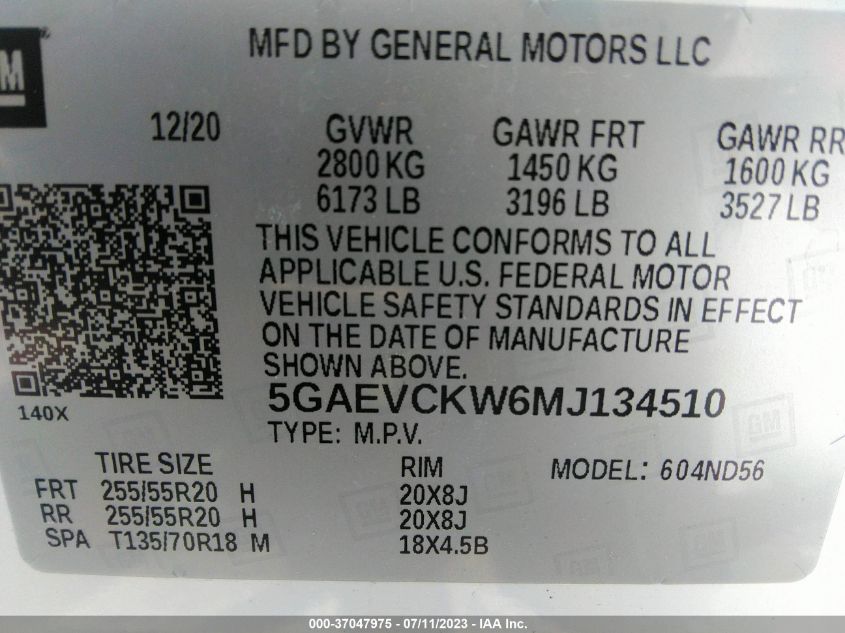 MFD BY GENERAL MOTORS LLC
12/20 GVWR GAWR FRT GAWR RR
2800 KG 1450 KG 1600 KG
6173 LB 3196 LB 3527 LB
THIS VEHICLE CONFORMS TO ALL
APPLICABLE U.S. FEDERAL MOTOR
VEHICLE SAFETY STANDARDS IN EFFECT
ON THE DATE OF MANUFACTURE
SHOWN ABOVE.
5GAEVCKW6MJ134510
140X
TYPE: M.P.V.
TIRE SIZE RIM MODEL: 604ND56
FRT 255/55R20 H 20X8J
RR 255/55R20 H 20X8J
SPA T135/70R18 M 18X4.5B
000-37047975 - 07/11/2023 - IAA Inc.